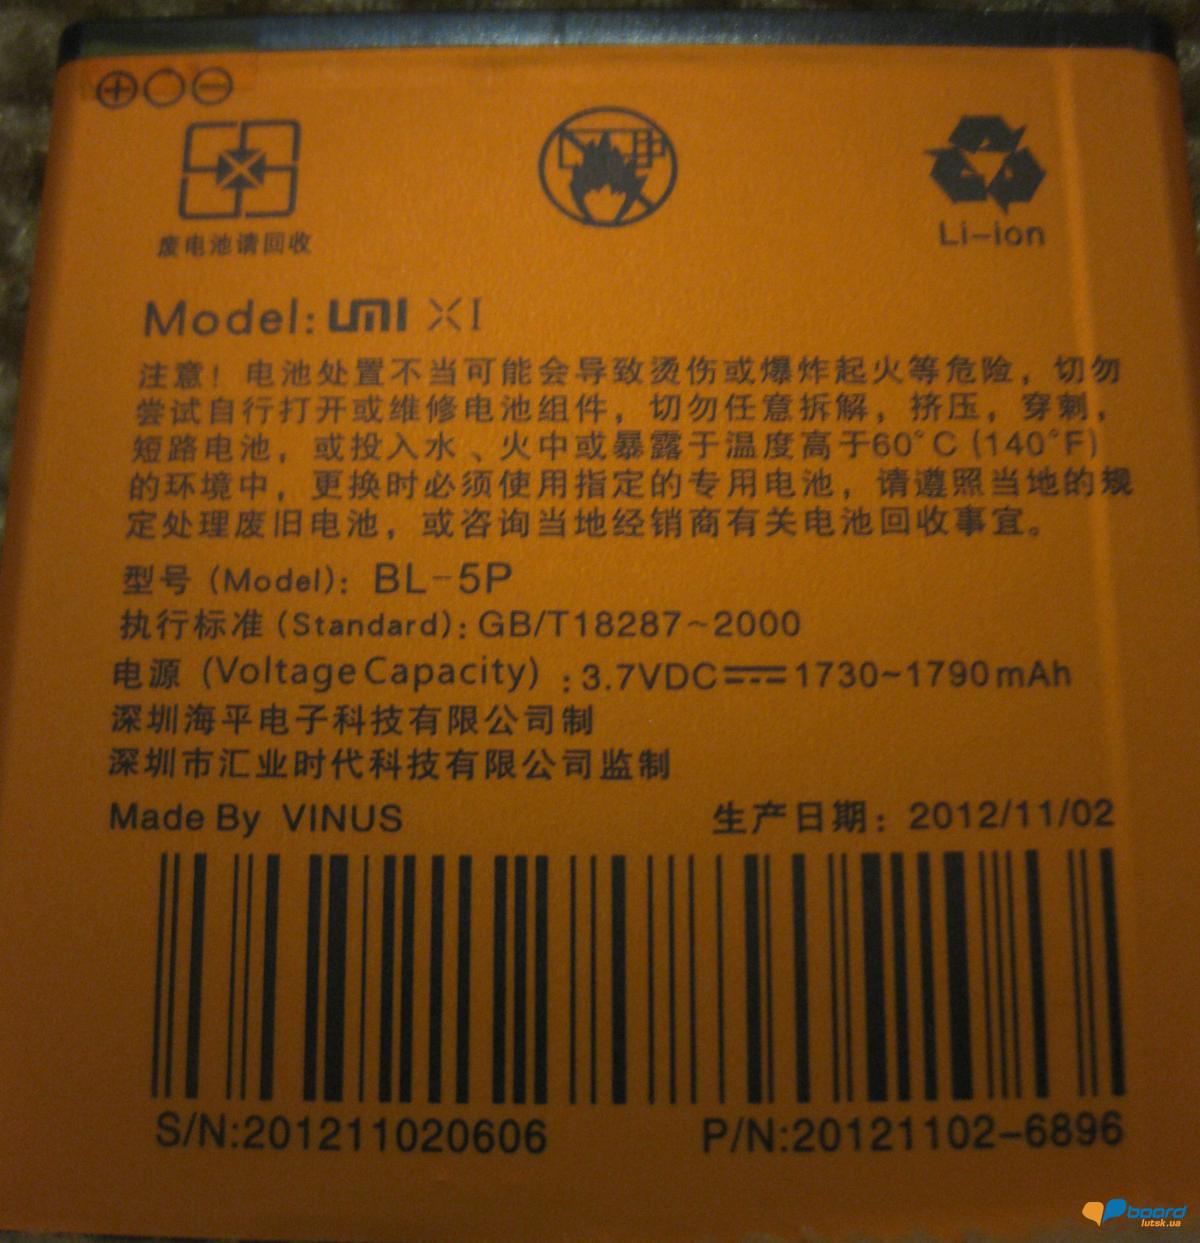 废电池请回收
Li-ion
Model: UMI XI
注意！电池处置不当可能会导致烫伤或爆炸起火等危险，切勿
尝试自行打开或维修电池组件，切勿任意拆解，挤压，穿刺，
短路电池，或投入水、火中或暴露于温度高于60°C (140°F)
的环境中，更换时必须使用指定的专用电池，请遵照当地的规
定处理废旧电池，或咨询当地经销商有关电池回收事宜。
型号 (Model): BL-5P
执行标准 (Standard): GB/T18287~2000
电源 (Voltage Capacity) : 3.7VDC 1730~1790mAh
深圳海平电子科技有限公司制
深圳市汇业时代科技有限公司监制
Made By VINUS 生产日期: 2012/11/02
S/N:201211020606 P/N:20121102-6896
board
lutsk.ua